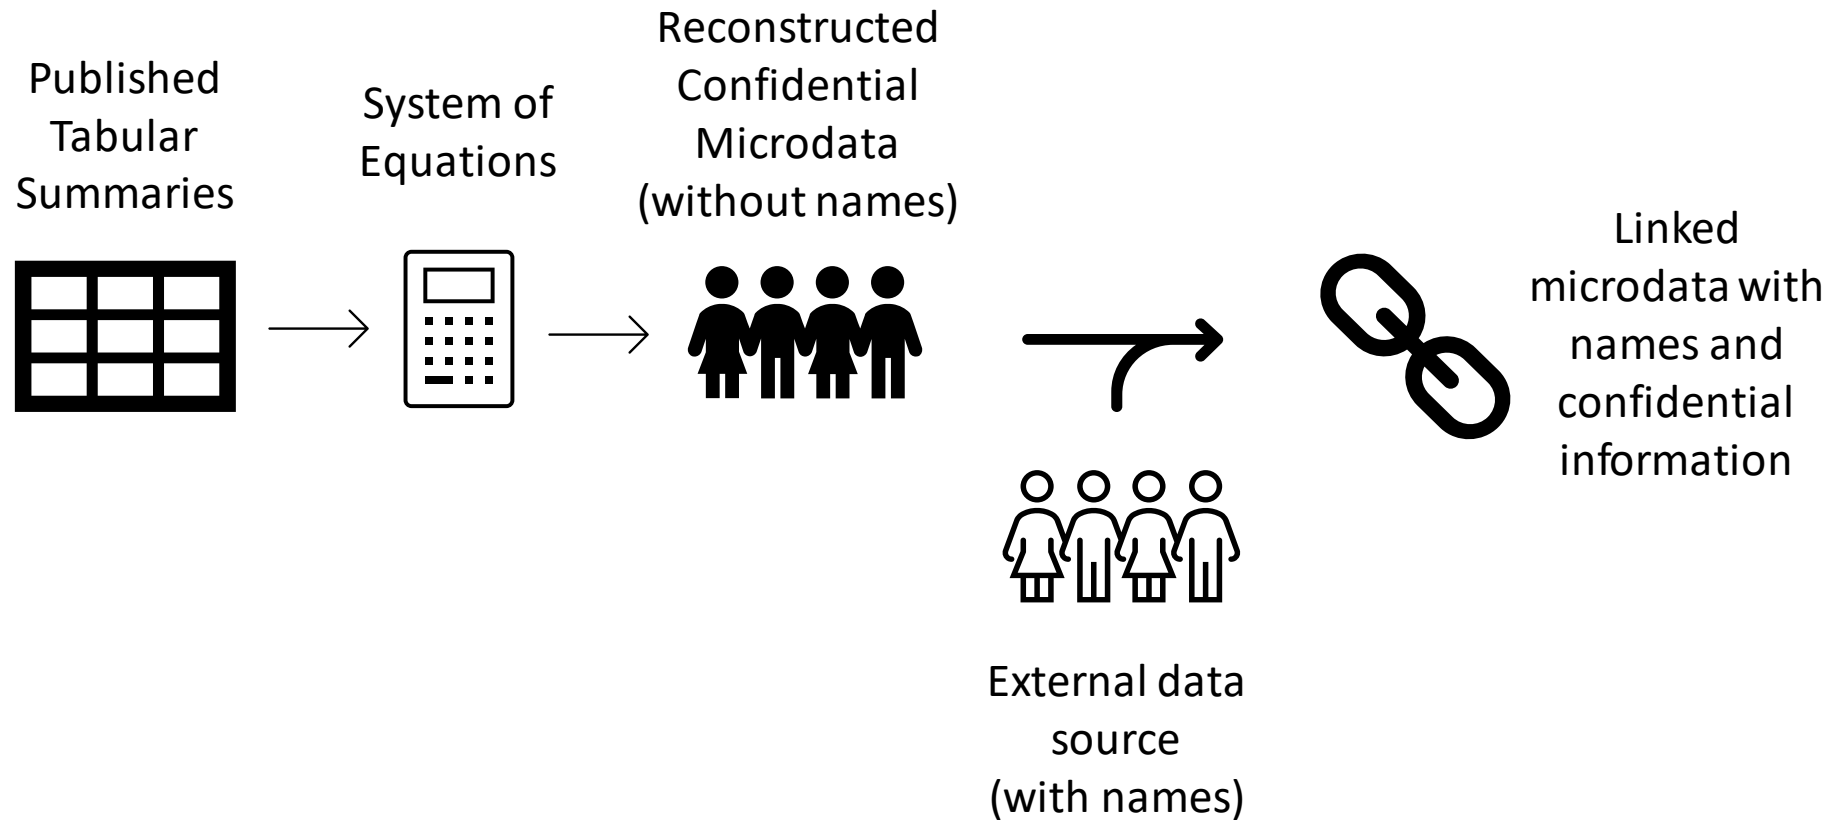 Published
Tabular
Summaries
System of
Equations
Reconstructed
Confidential
Microdata
(without names)
External data
source
(with names)
Linked
microdata with
names and
confidential
information